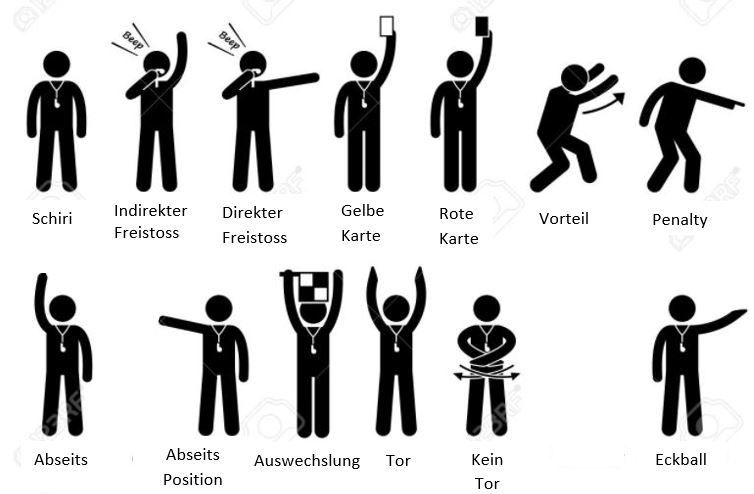 Beep
Beep
Schiri
Indirekter
Freistoss
Direkter
Freistoss
Gelbe
Karte
Rote
Karte
Vorteil
Penalty
Abseits
Abseits
Position
Auswechslung
Tor
Kein
Tor
Eckball